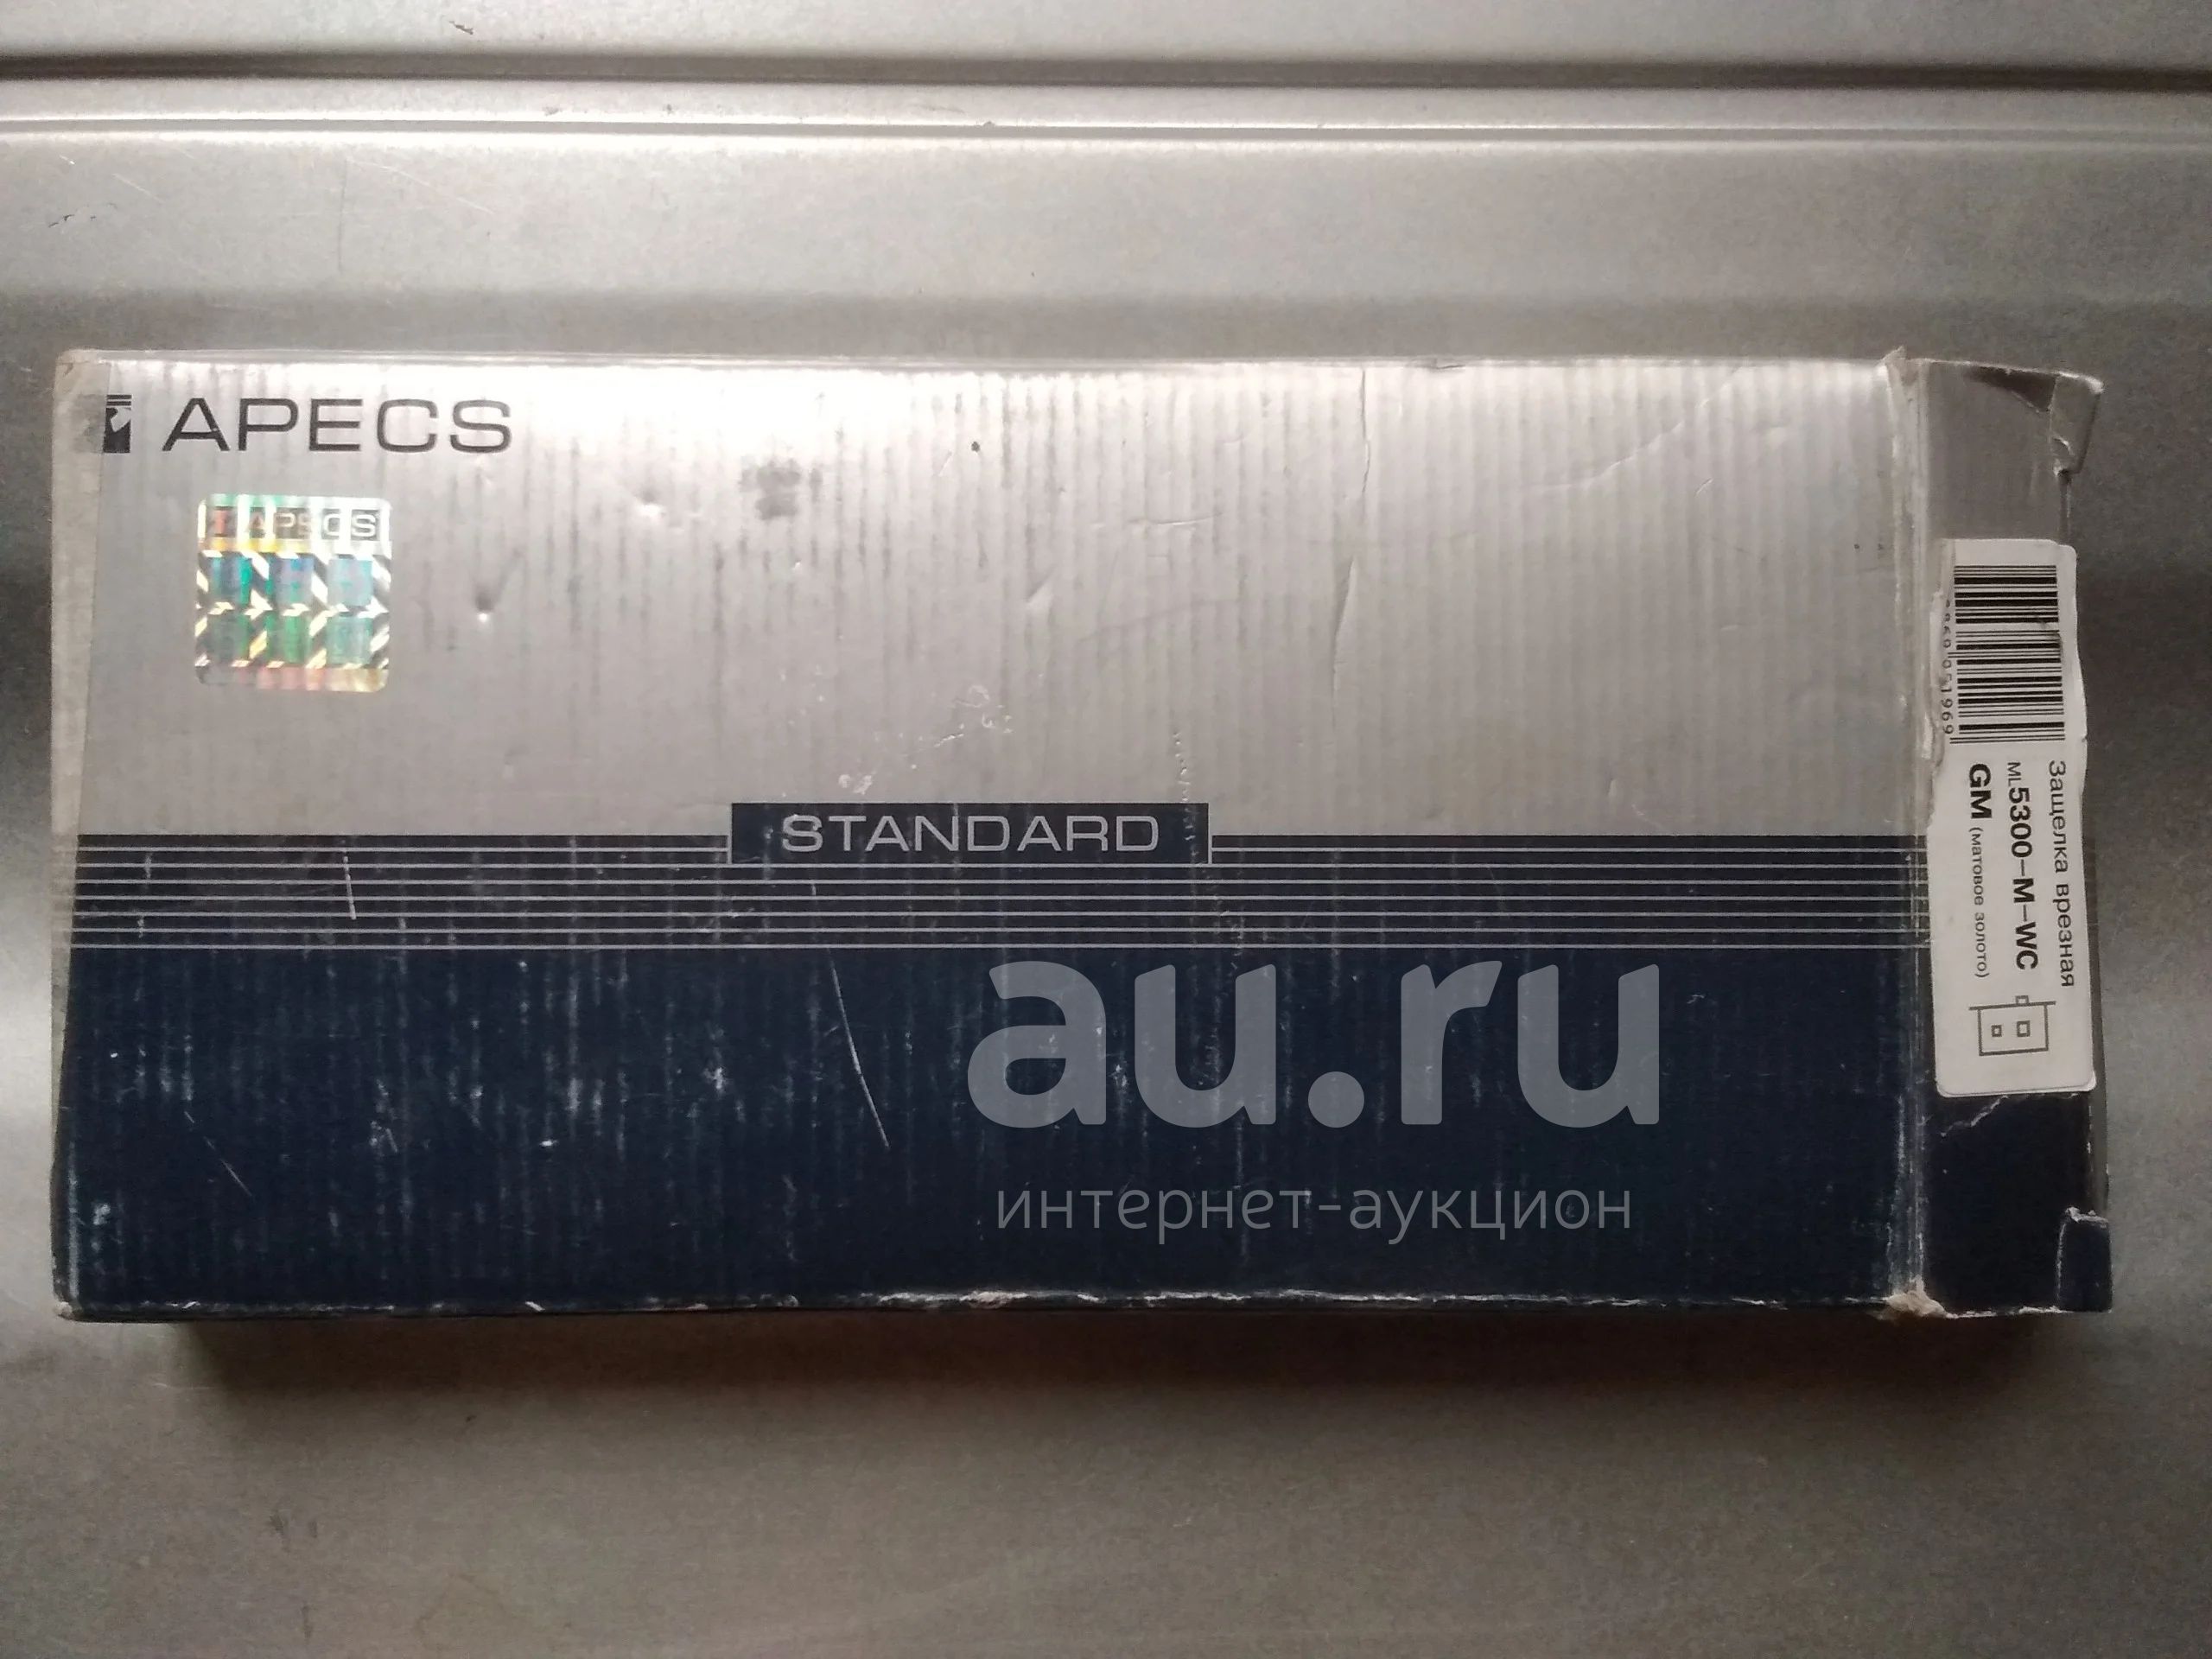 APECS
APECS
STANDARD
Защелка врезная
ML5300-M-WC
GM (матовое золото)
au.ru
интернет-аукцион